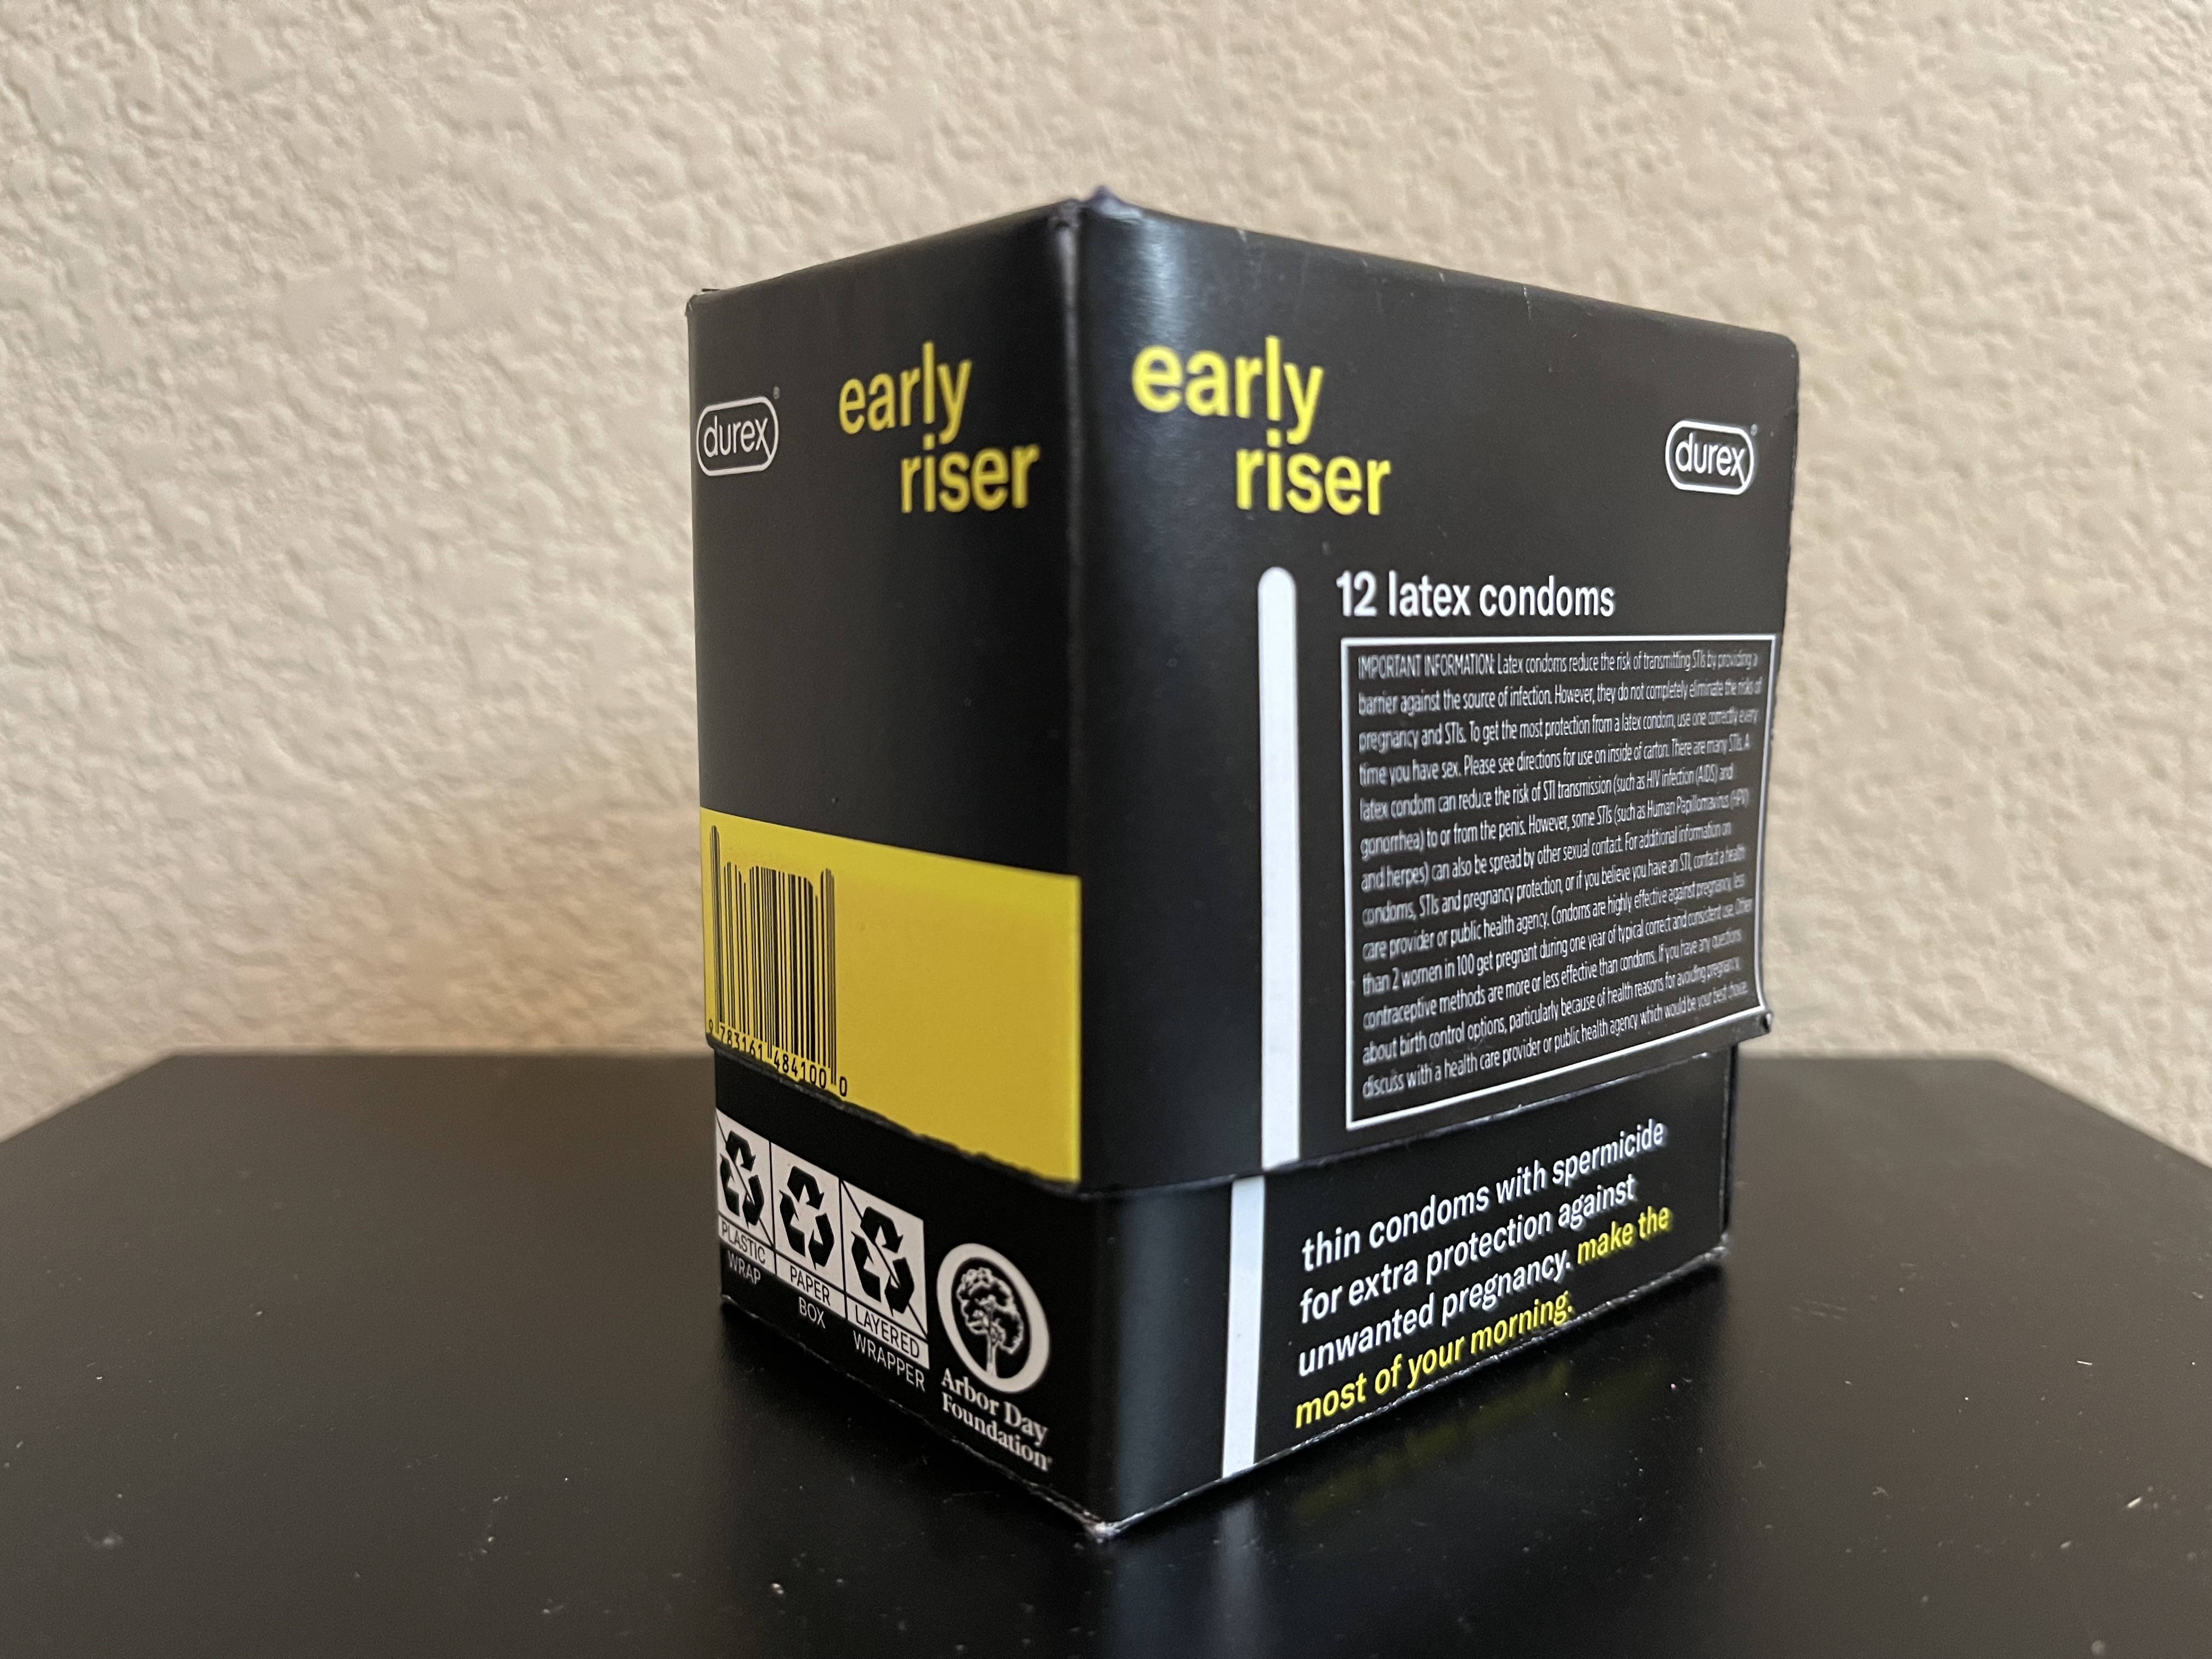 durex®
early
riser
0 783161 484100 0
PLASTIC
WRAP
PAPER
BOX
LAYERED
WRAPPER
Arbor Day
Foundation®
early
riser
durex®
12 latex condoms
IMPORTANT INFORMATION: Latex condoms reduce the risk of transmitting STIs by providing a
barrier against the source of infection. However, they do not completely eliminate the risks of
pregnancy and STIs. To get the most protection from a latex condom, use one correctly every
time you have sex. Please see directions for use on inside of carton. There are many STIs. A
latex condom can reduce the risk of STI transmission (such as HIV infection (AIDS) and
gonorrhea) to or from the penis. However, some STIs (such as Human Papillomavirus (HPV)
and herpes) can also be spread by other sexual contact. For additional information on
condoms, STIs and pregnancy protection, or if you believe you have an STI, contact a health
care provider or public health agency. Condoms are highly effective against pregnancy, less
than 2 women in 100 get pregnant during one year of typical correct and consistent use. Other
contraceptive methods are more or less effective than condoms. If you have any questions
about birth control options, particularly because of health reasons for avoiding pregnancy,
discuss with a health care provider or public health agency which would be your best choice.
thin condoms with spermicide
for extra protection against
unwanted pregnancy. make the
most of your morning.